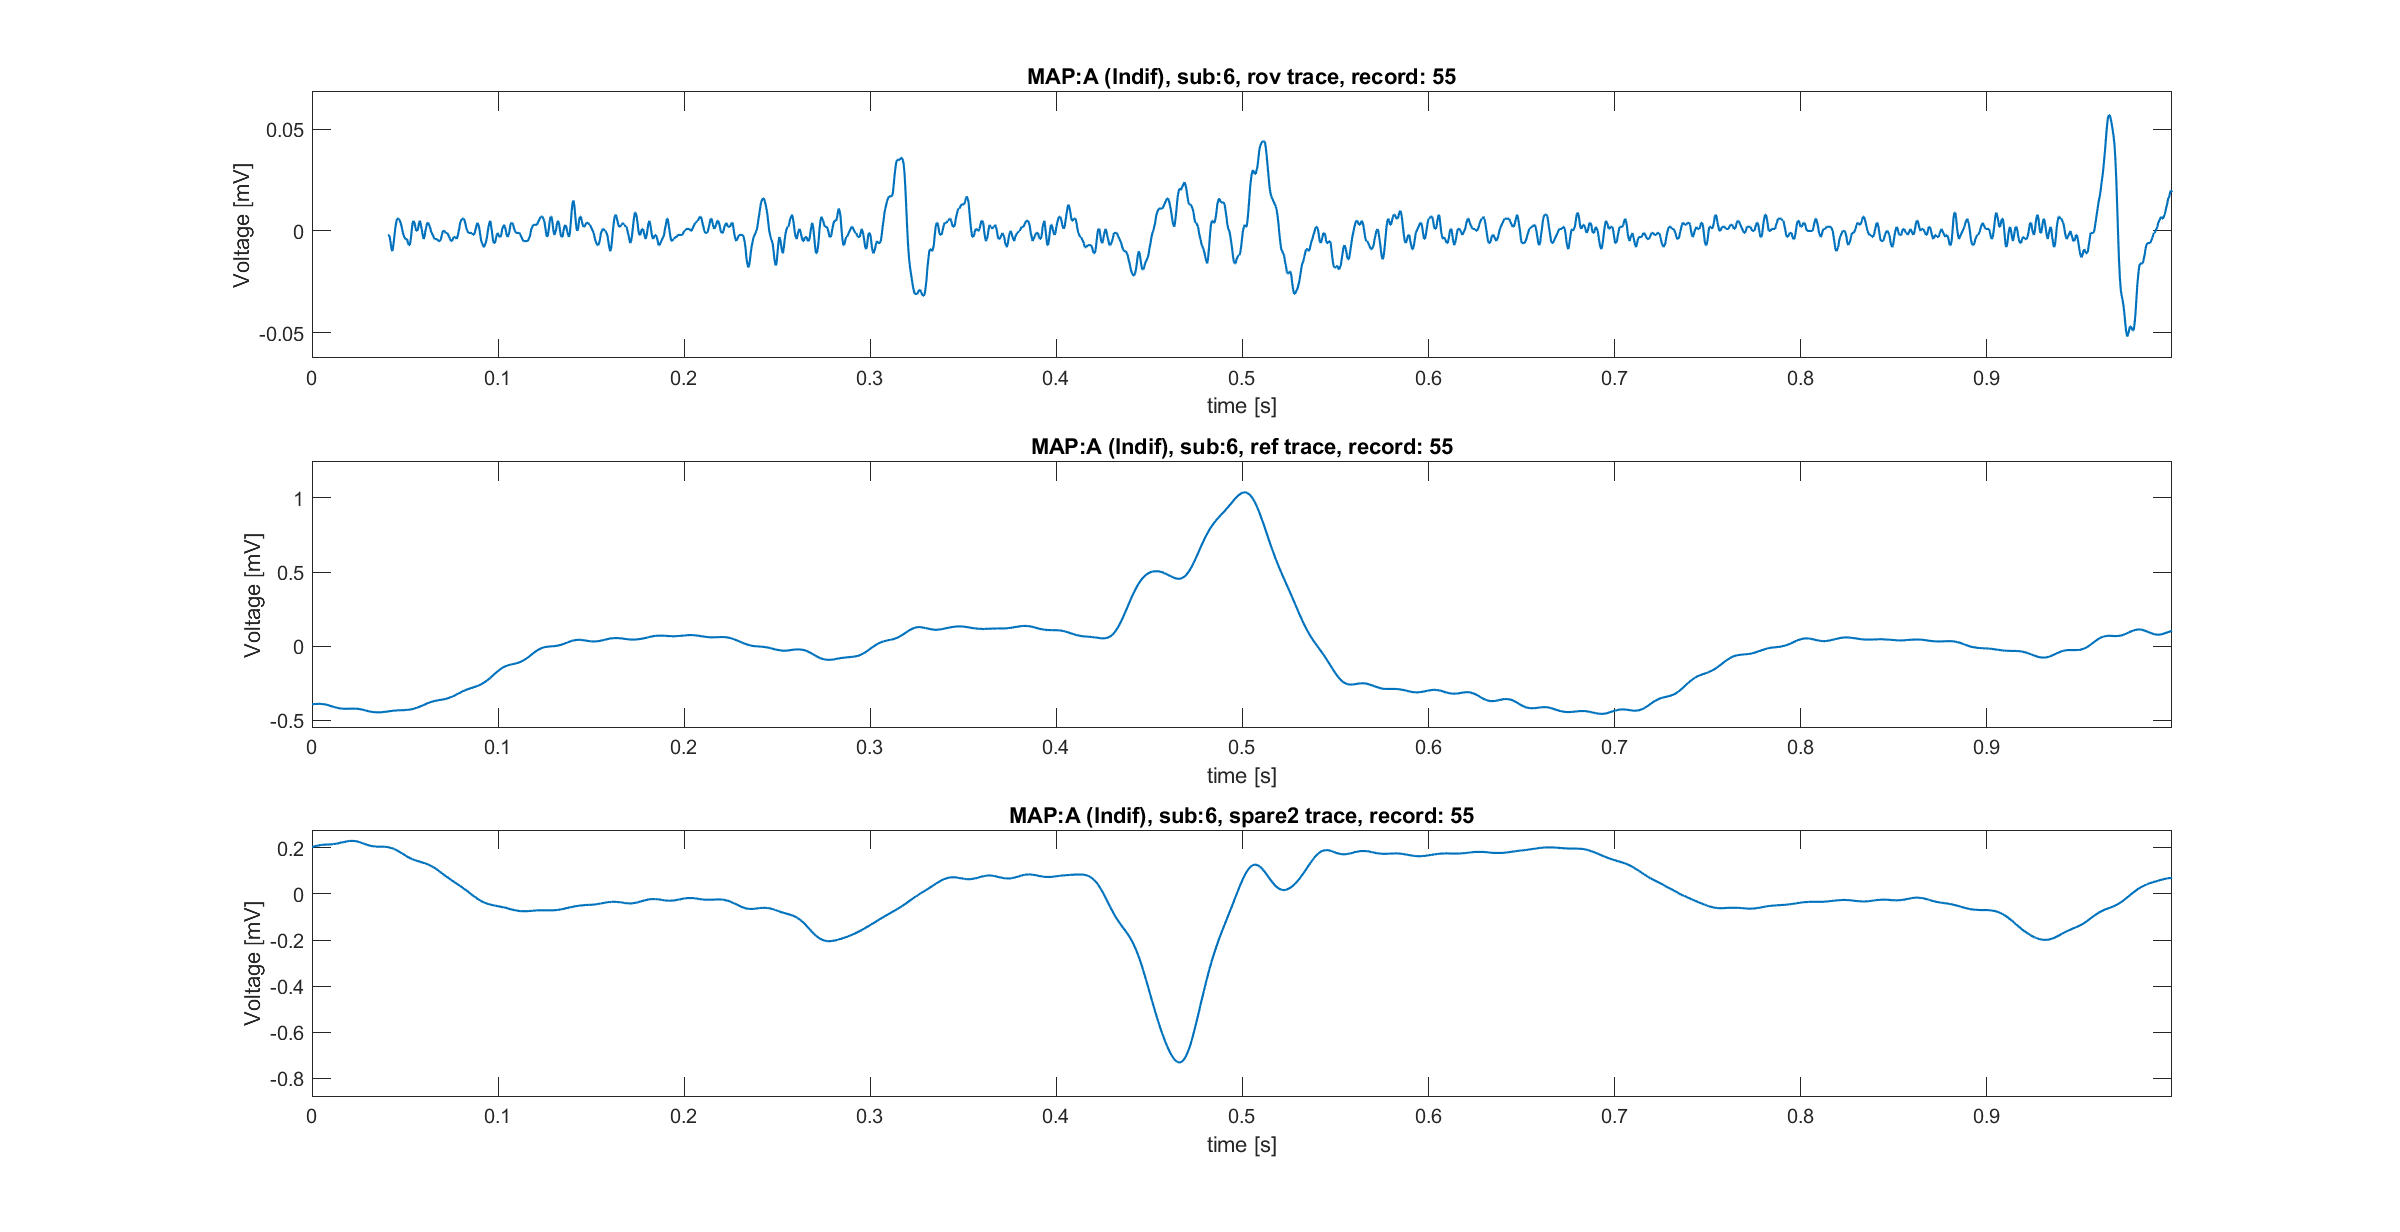 MAP:A (Indif), sub:6, rov trace, record: 55
Voltage [mV]
0.05
0
-0.05
0 0.1 0.2 0.3 0.4 0.5 0.6 0.7 0.8 0.9
time [s]
MAP:A (Indif), sub:6, ref trace, record: 55
Voltage [mV]
1
0.5
0
-0.5
0 0.1 0.2 0.3 0.4 0.5 0.6 0.7 0.8 0.9
time [s]
MAP:A (Indif), sub:6, spare2 trace, record: 55
Voltage [mV]
0.2
0
-0.2
-0.4
-0.6
-0.8
0 0.1 0.2 0.3 0.4 0.5 0.6 0.7 0.8 0.9
time [s]